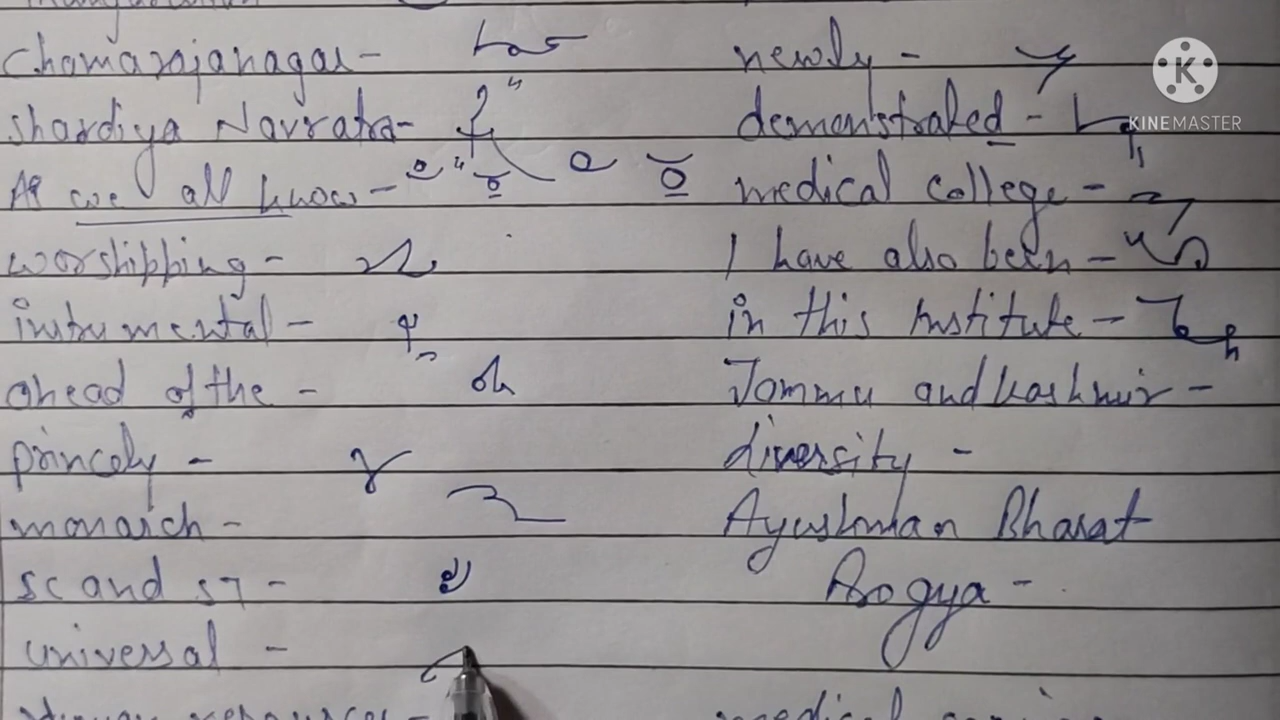 Chamarajanagar-
Shardiya Navratra-
As we all know-
worshipping-
instrumental-
ahead of the-
princely-
monarch-
SC and ST-
universal-
newly-
demonstrated-
medical college-
I have also been-
in this Institute-
Jammu and Kashmir-
diversity-
Ayushman Bharat
Arogya-
medical
KINEMASTER